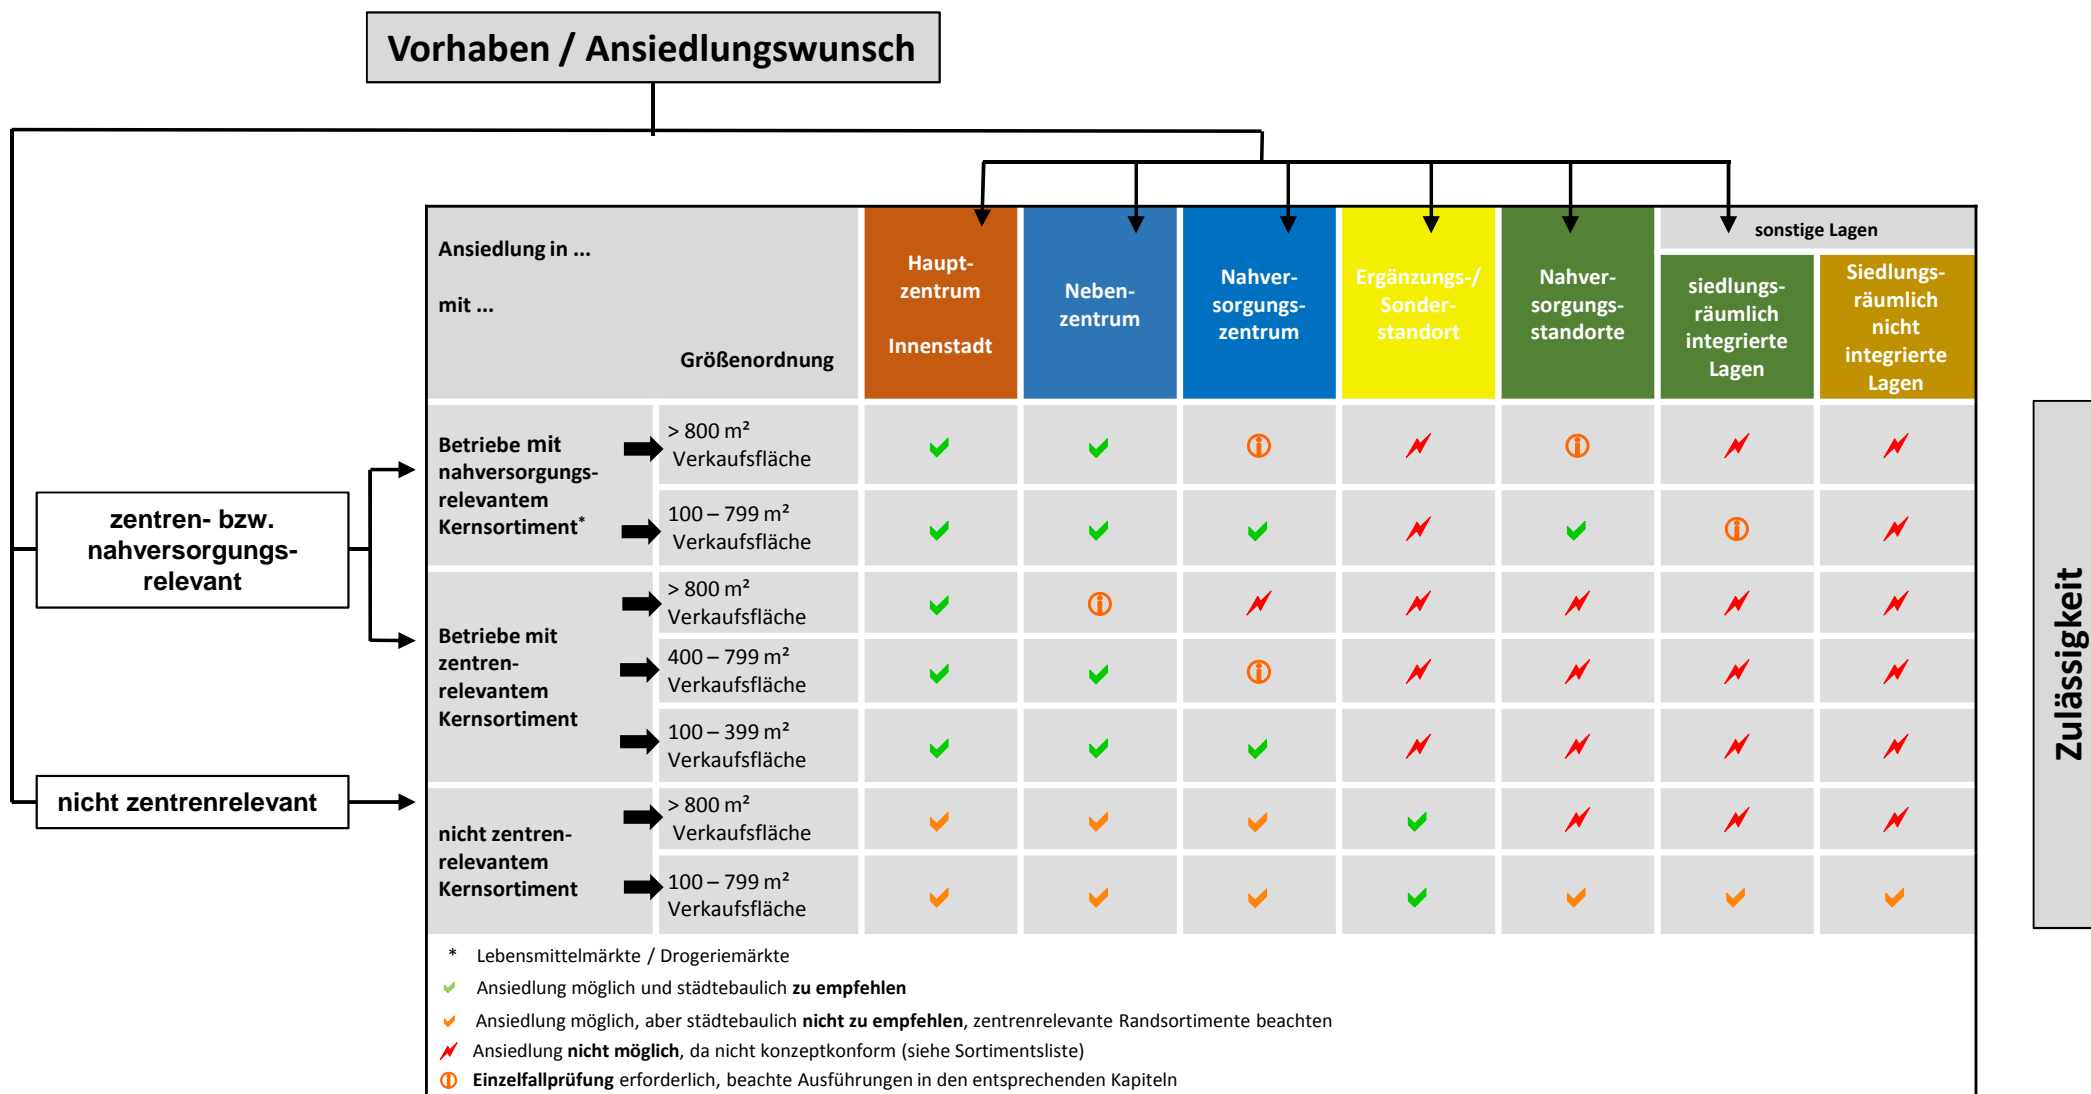 Vorhaben / Ansiedlungswunsch
Ansiedlung in ...
mit ...
Größenordnung
Haupt-
zentrum
Innenstadt
Neben-
zentrum
Nahver-
sorgungs-
zentrum
Ergänzungs-/
Sonder-
standort
Nahver-
sorgungs-
standorte
sonstige Lagen
siedlungs-
räumlich
integrierte
Lagen
Siedlungs-
räumlich
nicht
integrierte
Lagen
zentren- bzw.
nahversorgungs-
relevant
nicht zentrenrelevant
Betriebe mit
nahversorgungs-
relevantem
Kernsortiment*
> 800 m²
Verkaufsfläche
100 – 799 m²
Verkaufsfläche
Betriebe mit
zentren-
relevantem
Kernsortiment
> 800 m²
Verkaufsfläche
400 – 799 m²
Verkaufsfläche
100 – 399 m²
Verkaufsfläche
nicht zentren-
relevantem
Kernsortiment
> 800 m²
Verkaufsfläche
100 – 799 m²
Verkaufsfläche
Zulässigkeit
* Lebensmittelmärkte / Drogeriemärkte
Ansiedlung möglich und städtebaulich zu empfehlen
Ansiedlung möglich, aber städtebaulich nicht zu empfehlen, zentrenrelevante Randsortimente beachten
Ansiedlung nicht möglich, da nicht konzeptkonform (siehe Sortimentsliste)
Einzelfallprüfung erforderlich, beachte Ausführungen in den entsprechenden Kapiteln